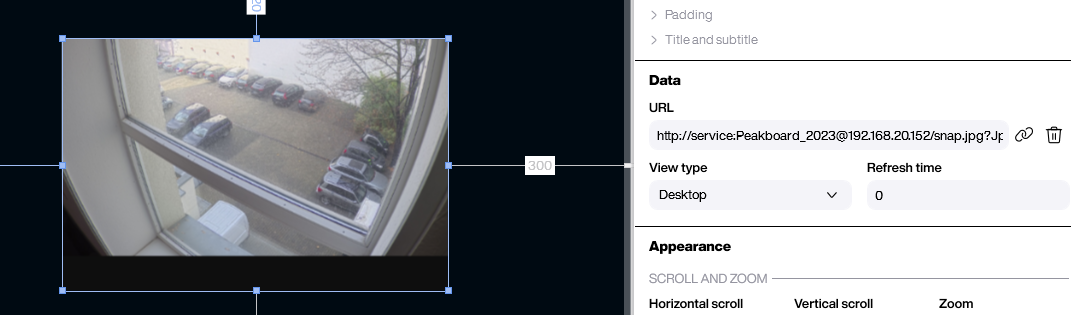 20
Padding
Title and subtitle
Data
URL
http://service:Peakboard_2023@192.168.20.152/snap.jpg?Jp
View type
Refresh time
Desktop
0
300
Appearance
SCROLL AND ZOOM
Horizontal scroll
Vertical scroll
Zoom